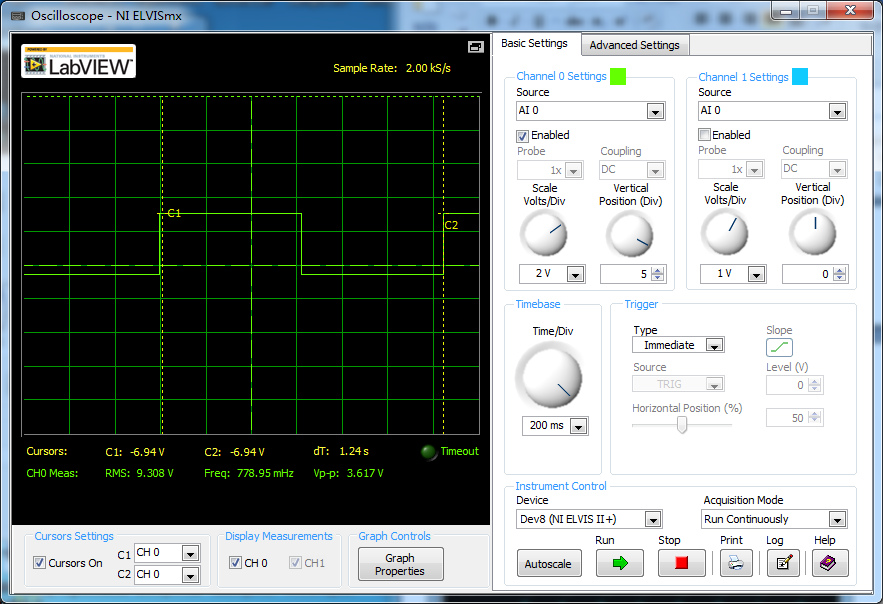 Oscilloscope - NI ELVISmx
LabVIEW
Sample Rate: 2.00 kS/s
C1
C2
Cursors: C1: -6.94 V C2: -6.94 V dT: 1.24 s Timeout
CH0 Meas: RMS: 9.308 V Freq: 778.95 mHz Vp-p: 3.617 V
Cursors Settings
Cursors On
C1 CH 0
C2 CH 0
Display Measurements
CH 0 CH1
Graph Controls
Graph
Properties
Basic Settings Advanced Settings
Channel 0 Settings
Source
AI 0
Enabled
Probe Coupling
1x DC
Scale Vertical
Volts/Div Position (Div)
2 V 5
Channel 1 Settings
Source
AI 0
Enabled
Probe Coupling
1x DC
Scale Vertical
Volts/Div Position (Div)
1 V 0
Timebase
Time/Div
200 ms
Trigger
Type Slope
Immediate
Source Level (V)
TRIG 0
Horizontal Position (%)
50
Instrument Control
Device Acquisition Mode
Dev8 (NI ELVIS II+) Run Continuously
Run Stop Print Log Help
Autoscale